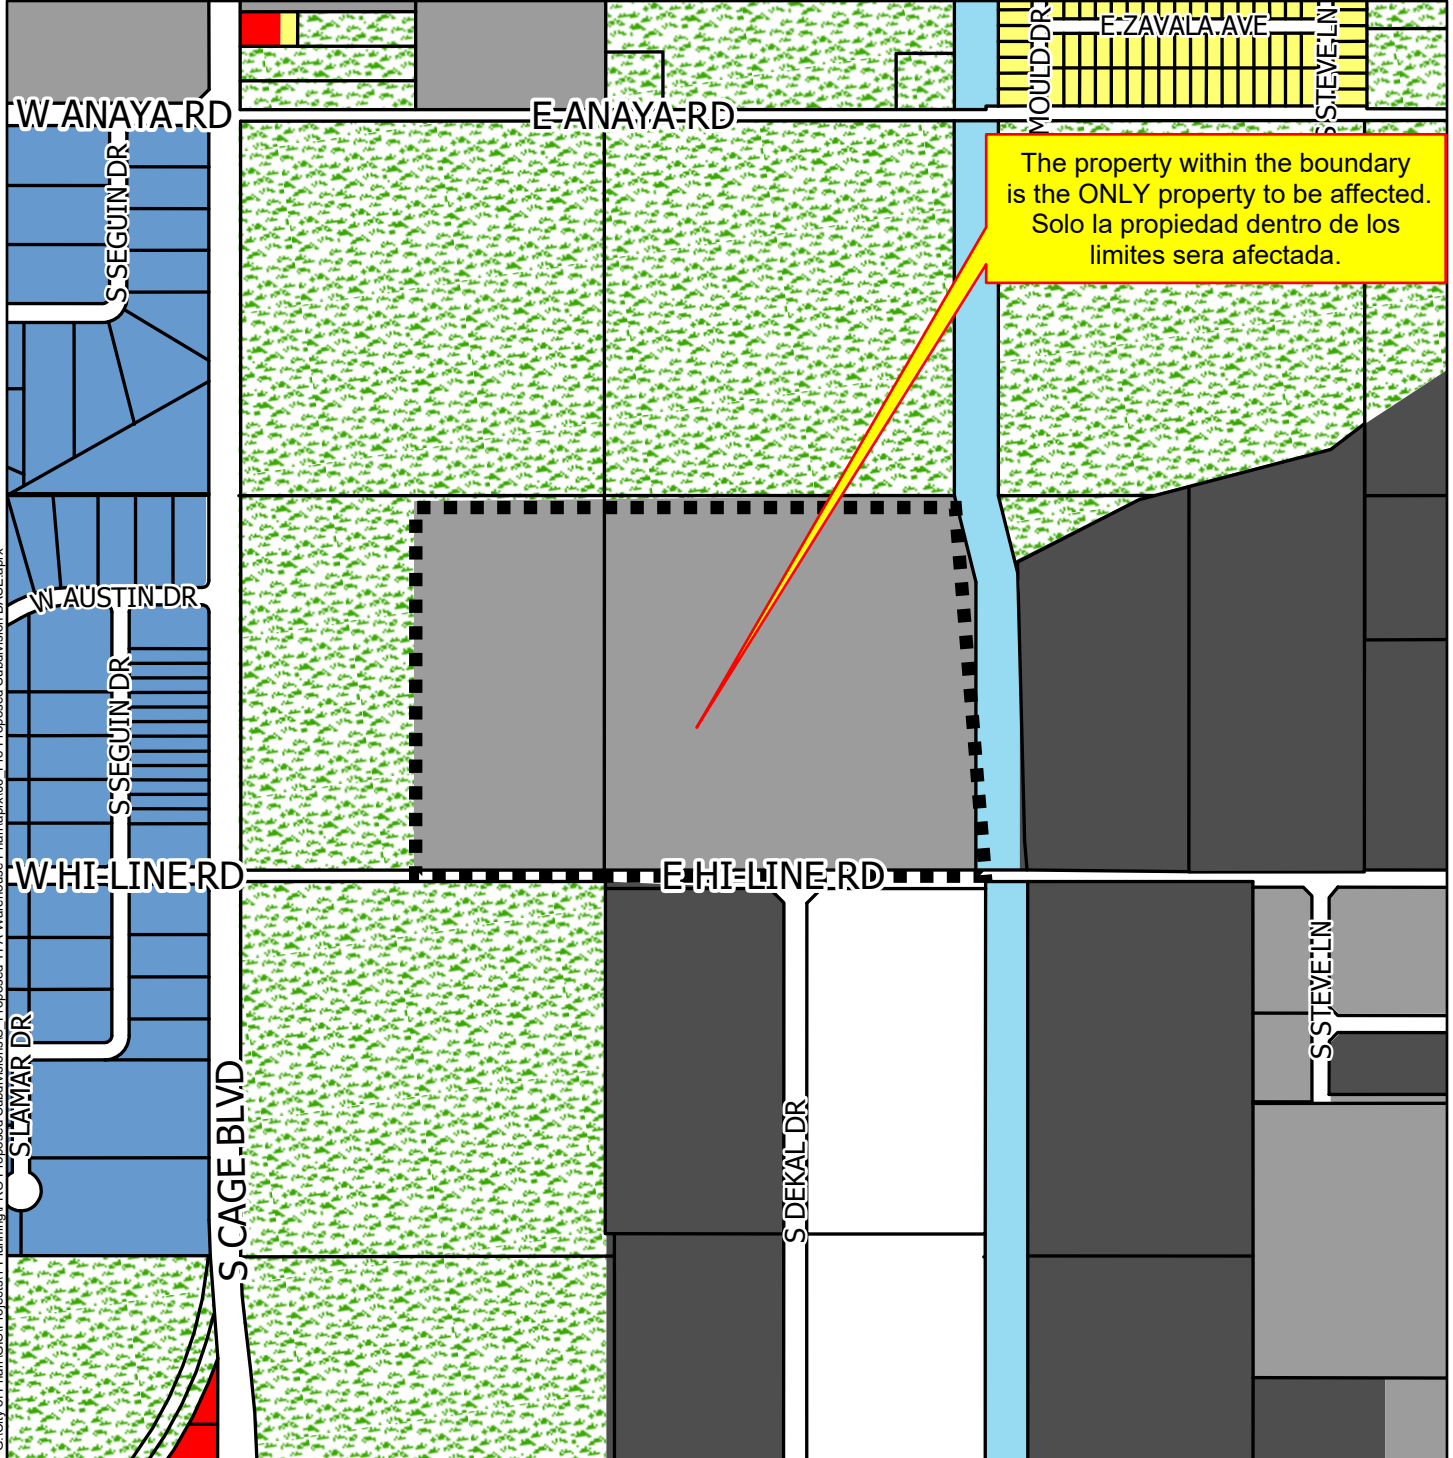 E ZAVALA AVE
MOULD DR
S STEVE LN
W ANAYA RD
E ANAYA RD
The property within the boundary
is the ONLY property to be affected.
Solo la propiedad dentro de los
limites sera afectada.
S SEGUIN DR
W AUSTIN DR
S SEGUIN DR
W HI-LINE RD
E HI-LINE RD
S STEVE LN
S LAMAR DR
S CAGE BLVD
S DEKAL DR